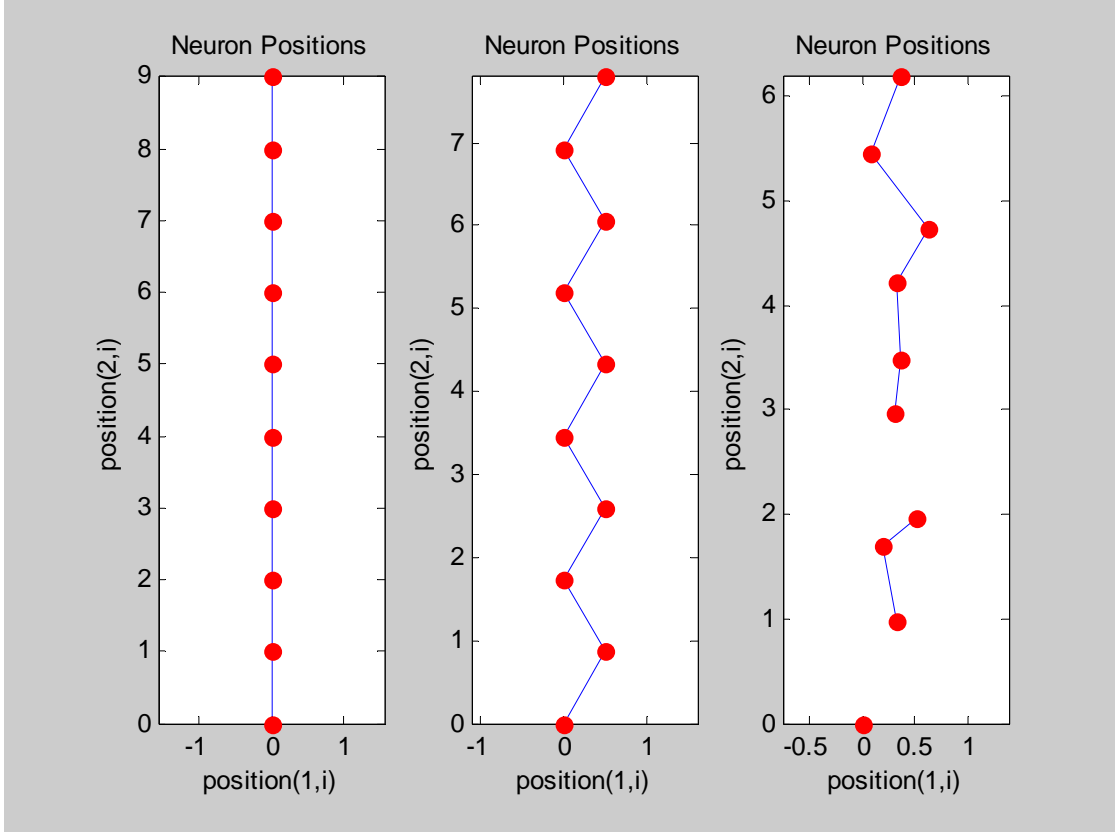 Neuron Positions
9
8
7
6
5
4
3
2
1
0
position(2,i)
-1 0 1
position(1,i)
Neuron Positions
7
6
5
4
3
2
1
0
position(2,i)
-1 0 1
position(1,i)
Neuron Positions
6
5
4
3
2
1
0
position(2,i)
-0.5 0 0.5 1
position(1,i)